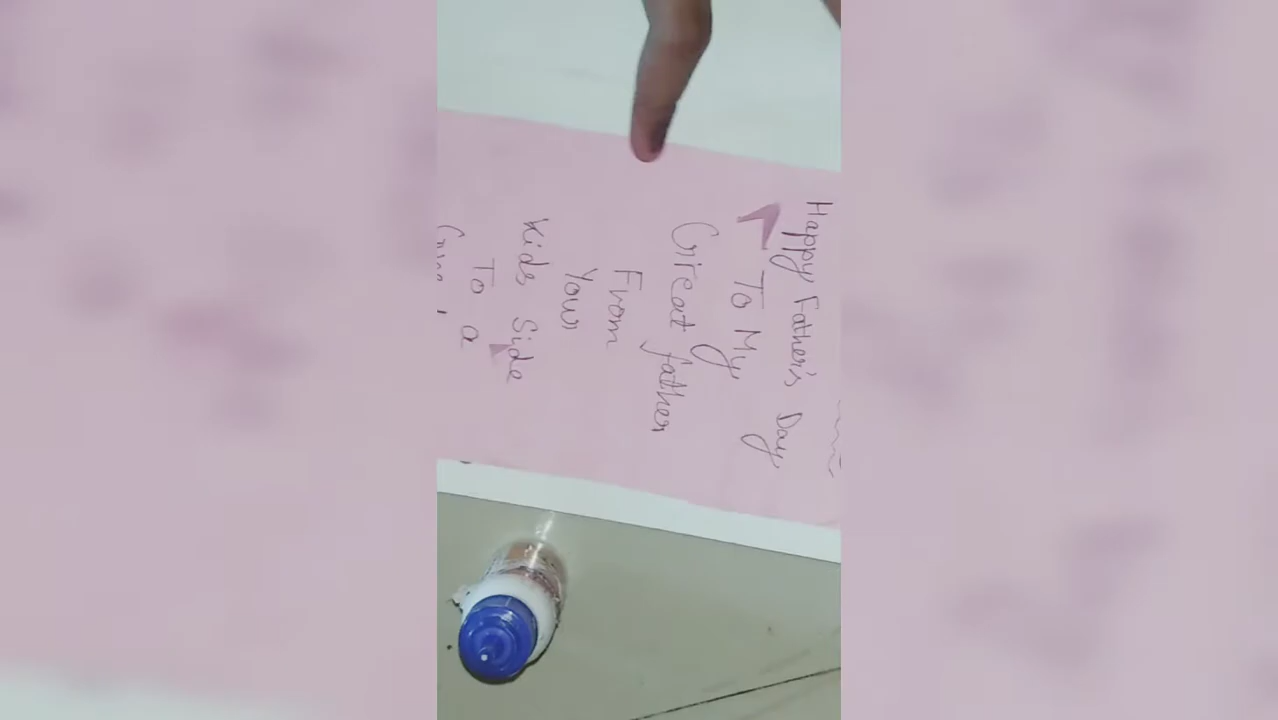 Happy Father's Day
To My
Great father
From
Your
Kids Side
To a